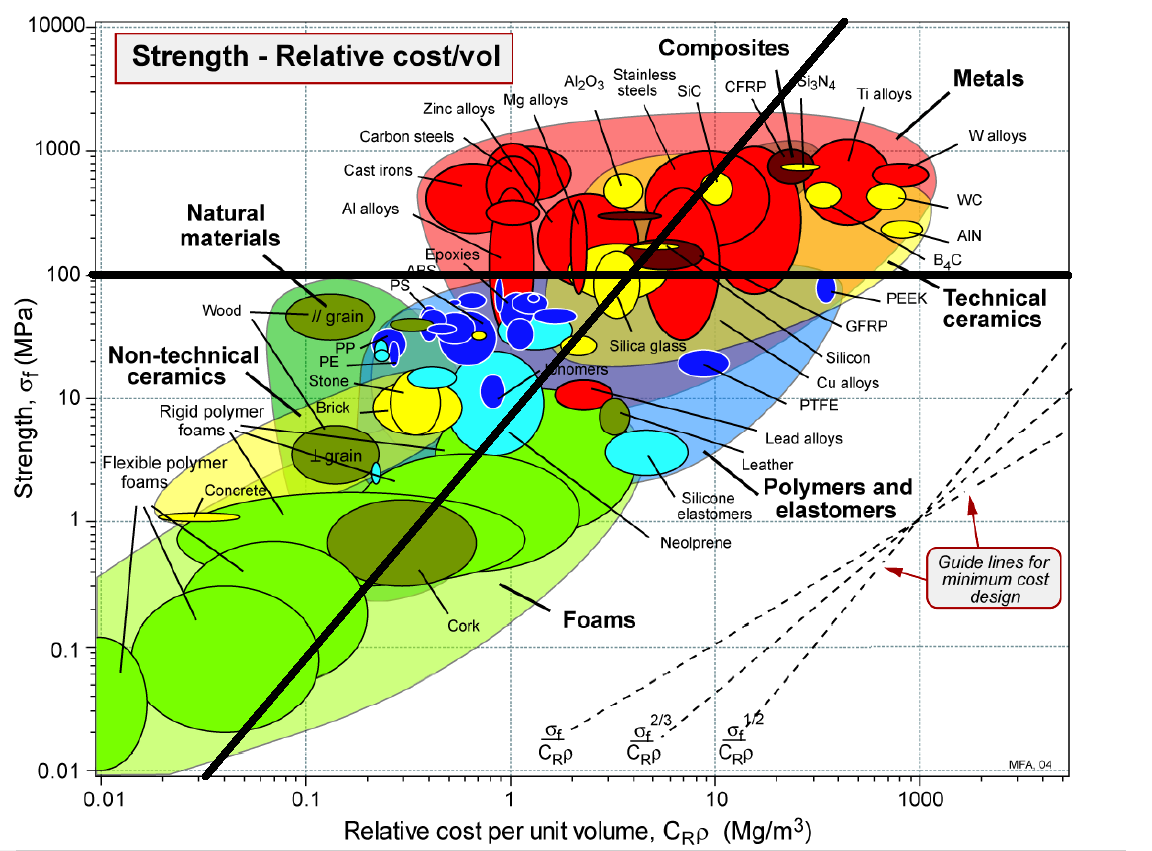 10000
Strength - Relative cost/vol
Composites
Al2O3
Stainless
steels
SiC
CFRP
Si3N4
Metals
Ti alloys
Zinc alloys
Mg alloys
Carbon steels
W alloys
1000
Cast irons
WC
Al alloys
AlN
Natural
materials
Epoxies
B4C
ABS
100
PS
PEEK
Technical
ceramics
Wood
// grain
GFRP
Non-technical
ceramics
PP
PE
Silica glass
Silicon
Stone
Ionomers
Cu alloys
10
Brick
PTFE
Rigid polymer
foams
Lead alloys
⊥ grain
Leather
Flexible polymer
foams
Concrete
Silicone
elastomers
Polymers and
elastomers
1
Neolprene
Guide lines for
minimum cost
design
Cork
Foams
0.1
σf
CRρ
σf2/3
CRρ
σf1/2
CRρ
MFA, 04
0.01
Strength, σf (MPa)
0.01
0.1
1
10
1000
Relative cost per unit volume, CRρ (Mg/m3)